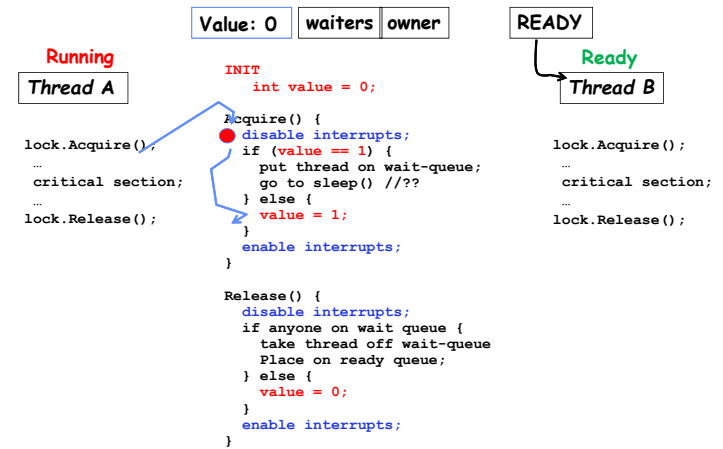 Value: 0 waiters owner READY
Running
Thread A
lock.Acquire();
…
critical section;
…
lock.Release();
INIT
int value = 0;
Acquire() {
disable interrupts;
if (value == 1) {
put thread on wait-queue;
go to sleep() //??
} else {
value = 1;
}
enable interrupts;
}
Release() {
disable interrupts;
if anyone on wait queue {
take thread off wait-queue
Place on ready queue;
} else {
value = 0;
}
enable interrupts;
}
Ready
Thread B
lock.Acquire();
…
critical section;
…
lock.Release();